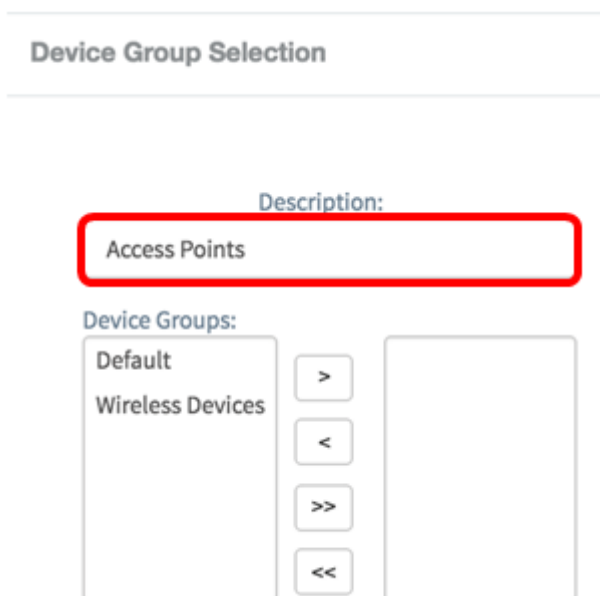 Device Group Selection
Description:
Access Points
Device Groups:
Default
Wireless Devices
>
<
>>
<<